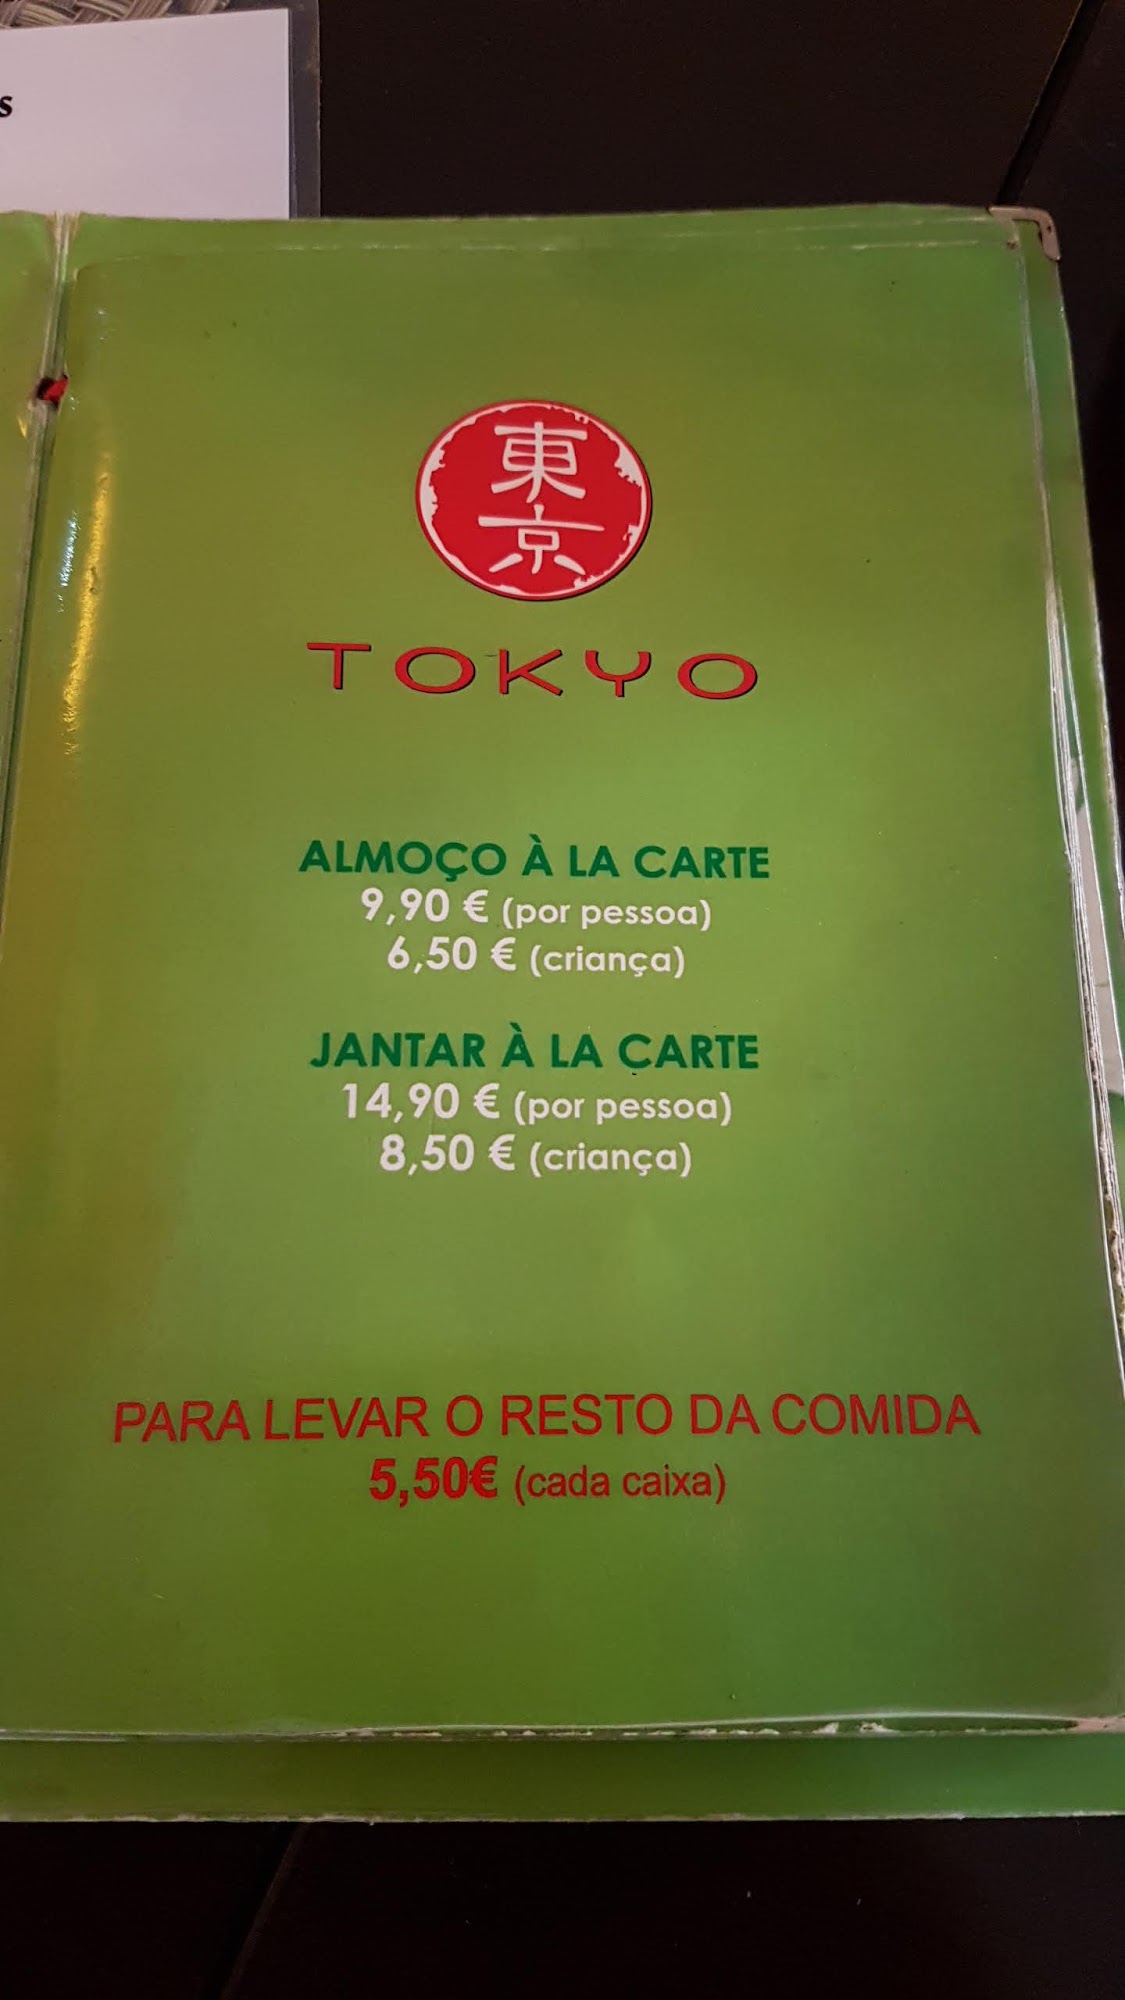 s
東
京
TOKYO
ALMOÇO À LA CARTE
9,90 € (por pessoa)
6,50 € (criança)
JANTAR À LA CARTE
14,90 € (por pessoa)
8,50 € (criança)
PARA LEVAR O RESTO DA COMIDA
5,50€ (cada caixa)